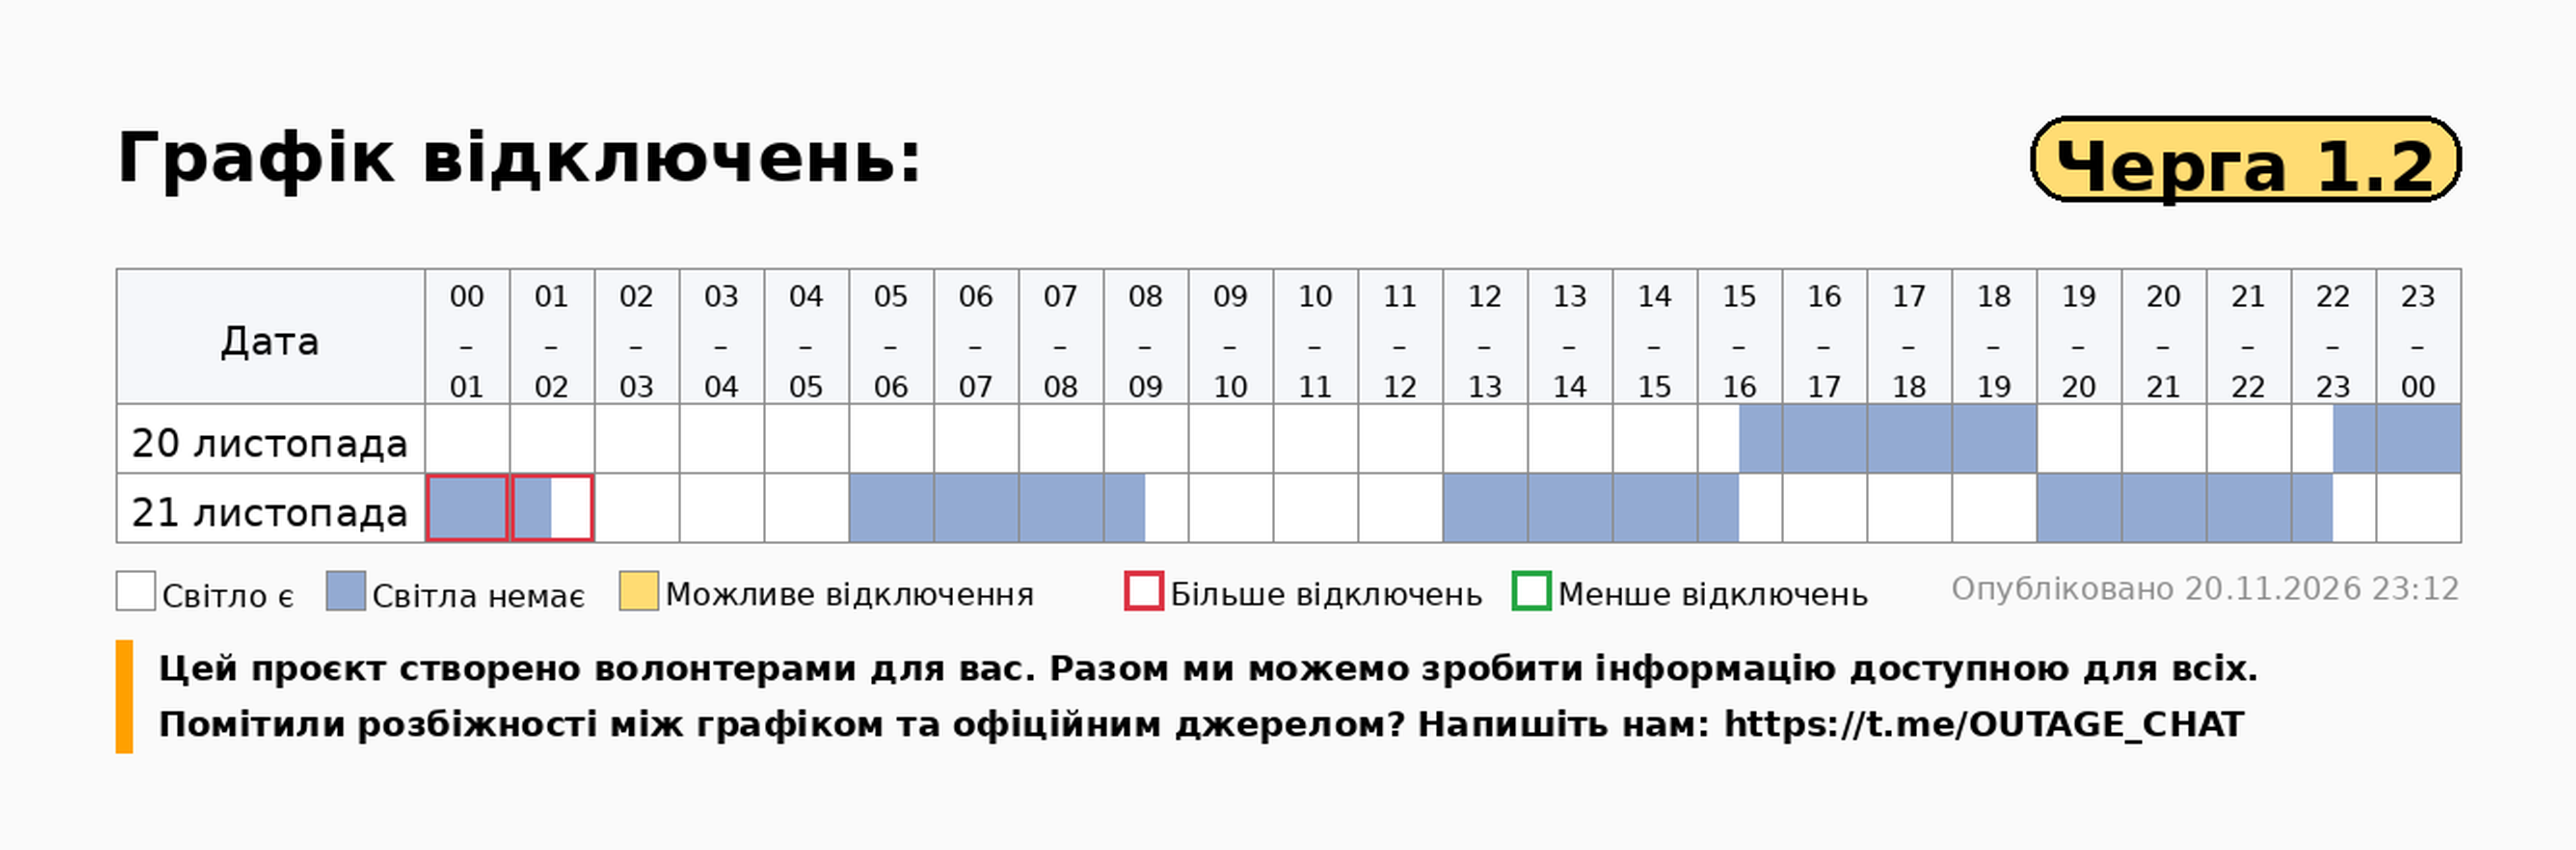 Графік відключень:
Черга 1.2
Дата
00 – 01
01 – 02
02 – 03
03 – 04
04 – 05
05 – 06
06 – 07
07 – 08
08 – 09
09 – 10
10 – 11
11 – 12
12 – 13
13 – 14
14 – 15
15 – 16
16 – 17
17 – 18
18 – 19
19 – 20
20 – 21
21 – 22
22 – 23
23 – 00
20 листопада
21 листопада
Світло є
Світла немає
Можливе відключення
Більше відключень
Менше відключень
Опубліковано 20.11.2026 23:12
Цей проєкт створено волонтерами для вас. Разом ми можемо зробити інформацію доступною для всіх.
Помітили розбіжності між графіком та офіційним джерелом? Напишіть нам: https://t.me/OUTAGE_CHAT